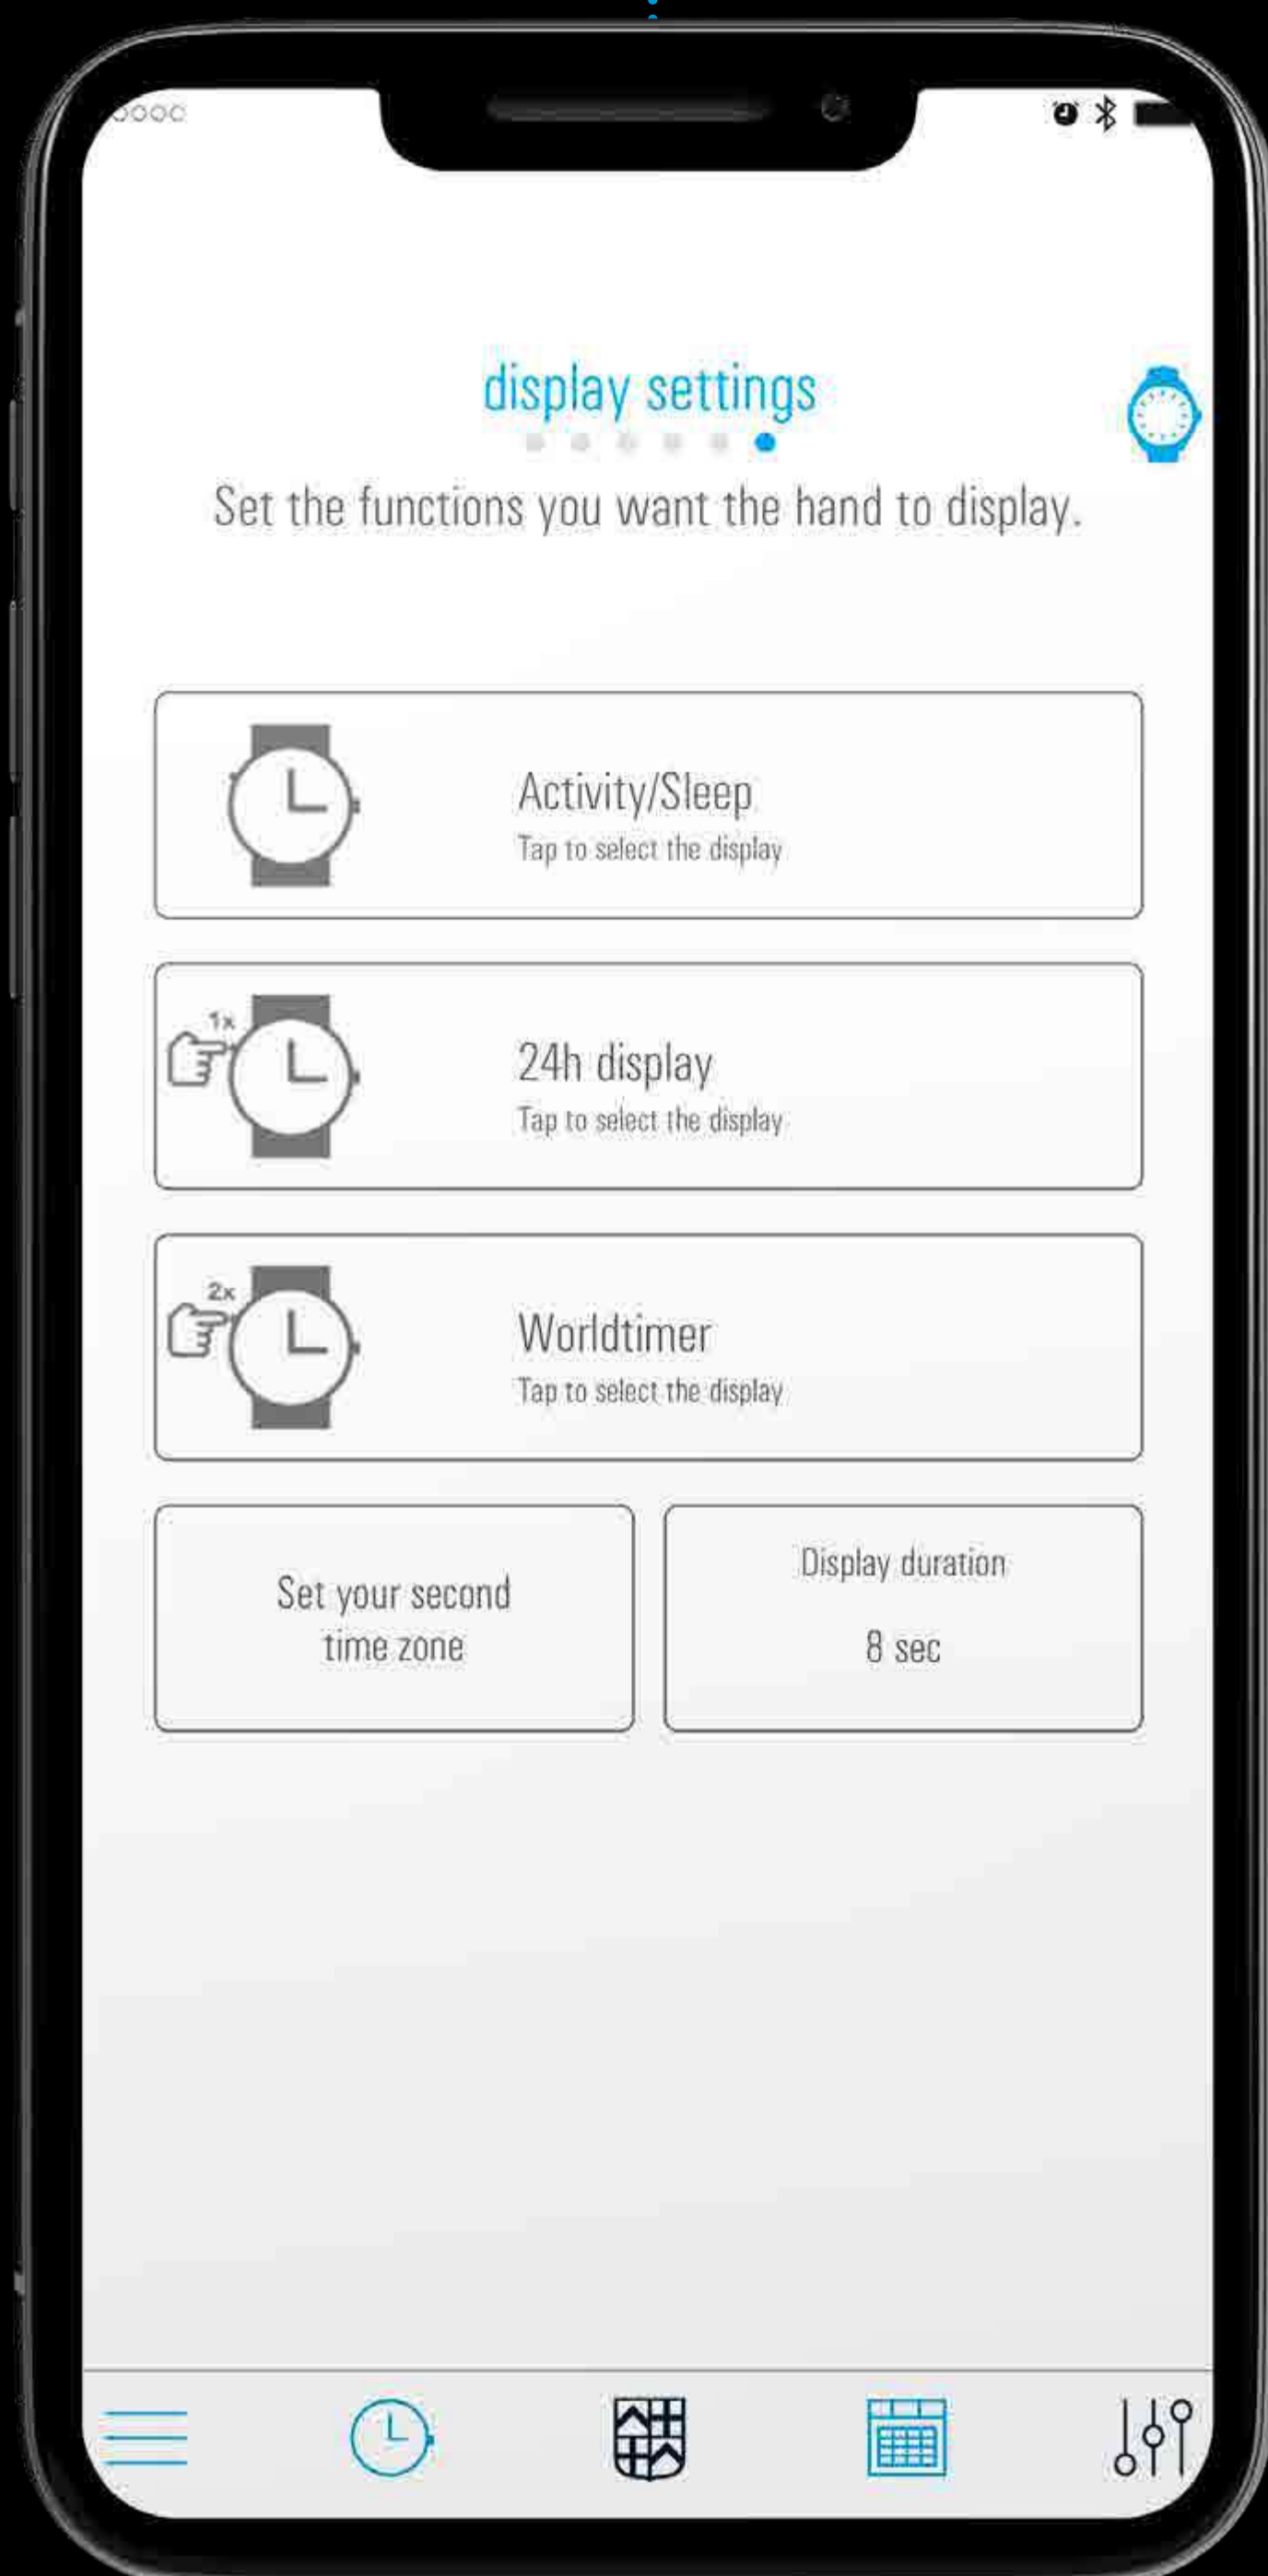 display settings
Set the functions you want the hand to display.
Activity/Sleep
Tap to select the display
1x
24h display
Tap to select the display
2x
Worldtimer
Tap to select the display
Set your second
time zone
Display duration
8 sec